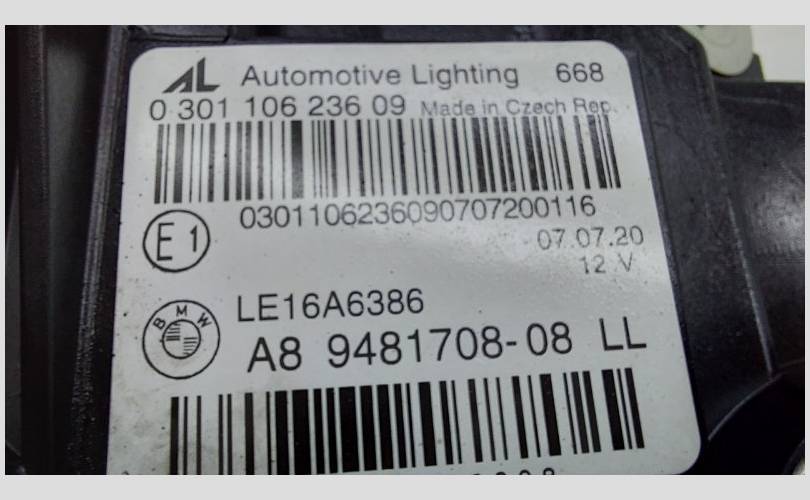 AL Automotive Lighting 668
0 301 106 236 09 Made in Czech Rep.
0301106236090707200116
E1
07.07.20
12 V
LE16A6386
BMW
A8 9481708-08 LL